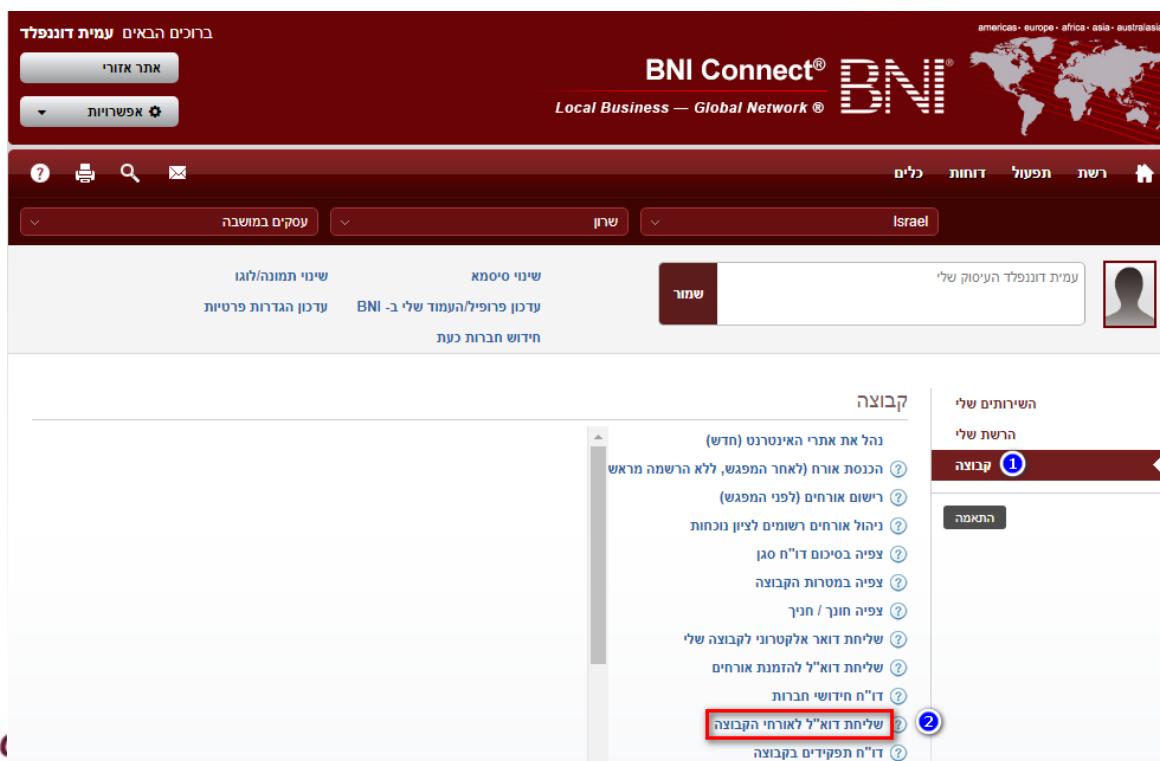 americas• europe • africa • asia • australasia
ברוכים הבאים עמית דוננפלד
אתר אזורי
אפשרויות
BNI Connect®
Local Business — Global Network ®
BNI®
רשת תפעול דוחות כלים
?
Israel
שרון
עסקים במושבה
עמית דוננפלד העיסוק שלי
שמור
שינוי סיסמא
שינוי תמונה/לוגו
עדכון פרופיל/העמוד שלי ב- BNI
עדכון הגדרות פרטיות
חידוש חברות כעת
השירותים שלי
הרשת שלי
1 קבוצה
התאמה
קבוצה
נהל את אתרי האינטרנט (חדש)
? הכנסת אורח (לאחר המפגש, ללא הרשמה מראש
? רישום אורחים (לפני המפגש)
? ניהול אורחים רשומים לציון נוכחות
? צפיה בסיכום דו"ח סגן
? צפיה במטרות הקבוצה
? צפיה חונך / חניך
? שליחת דואר אלקטרוני לקבוצה שלי
? שליחת דוא"ל להזמנת אורחים
? דו"ח חידושי חברות
2 ? שליחת דוא"ל לאורחי הקבוצה
? דו"ח תפקידים בקבוצה